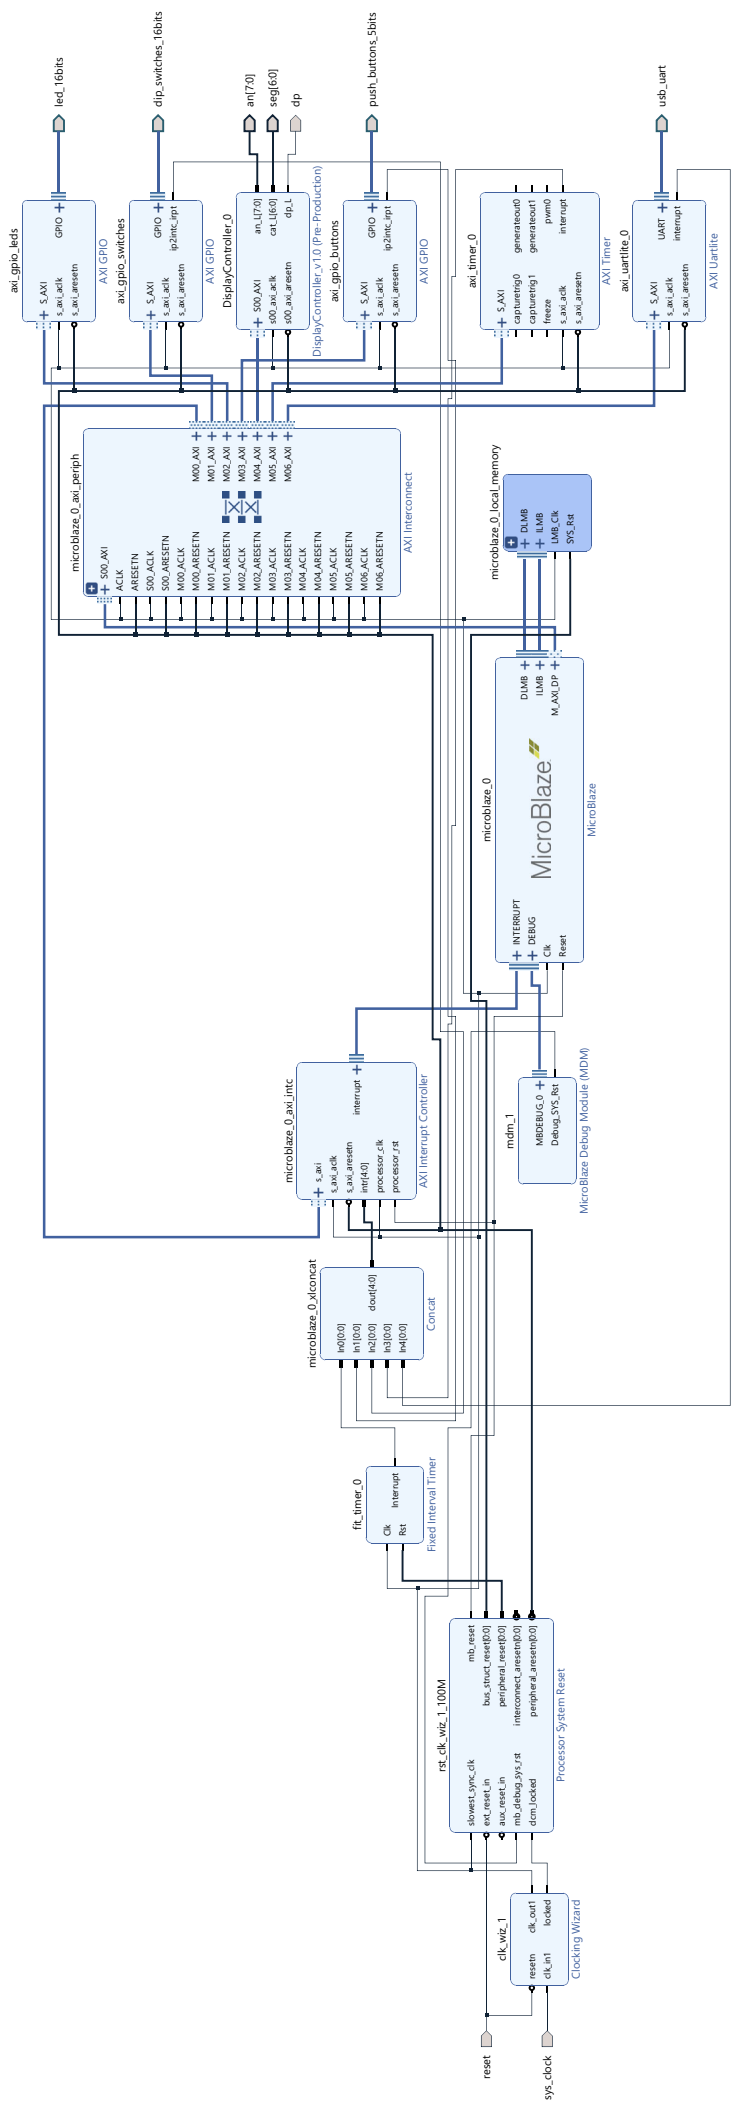 led_16bits
dip_switches_16bits
an[7:0]
seg[6:0]
dp
push_buttons_5bits
usb_uart
axi_gpio_leds
S_AXI
s_axi_aclk
s_axi_aresetn
GPIO
AXI GPIO
axi_gpio_switches
S_AXI
s_axi_aclk
s_axi_aresetn
GPIO
ip2intc_irpt
AXI GPIO
DisplayController_0
S00_AXI
s00_axi_aclk
s00_axi_aresetn
an_L[7:0]
cat_L[6:0]
dp_L
DisplayController_v1.0 (Pre-Production)
axi_gpio_buttons
S_AXI
s_axi_aclk
s_axi_aresetn
GPIO
ip2intc_irpt
AXI GPIO
axi_timer_0
S_AXI
capturetrig0
capturetrig1
freeze
s_axi_aclk
s_axi_aresetn
generateout0
generateout1
pwm0
interrupt
AXI Timer
axi_uartlite_0
S_AXI
s_axi_aclk
s_axi_aresetn
UART
interrupt
AXI Uartlite
microblaze_0_axi_periph
S00_AXI
ACLK
ARESETN
S00_ACLK
S00_ARESETN
M00_ACLK
M00_ARESETN
M01_ACLK
M01_ARESETN
M02_ACLK
M02_ARESETN
M03_ACLK
M03_ARESETN
M04_ACLK
M04_ARESETN
M05_ACLK
M05_ARESETN
M06_ACLK
M06_ARESETN
M00_AXI
M01_AXI
M02_AXI
M03_AXI
M04_AXI
M05_AXI
M06_AXI
AXI Interconnect
microblaze_0_local_memory
DLMB
ILMB
LMB_Clk
SYS_Rst
microblaze_0
INTERRUPT
DEBUG
Clk
Reset
DLMB
ILMB
M_AXI_DP
MicroBlaze
MicroBlaze
mdm_1
MBDEBUG_0
Debug_SYS_Rst
MicroBlaze Debug Module (MDM)
microblaze_0_axi_intc
s_axi
s_axi_aclk
s_axi_aresetn
intr[4:0]
processor_clk
processor_rst
interrupt
AXI Interrupt Controller
microblaze_0_xlconcat
In0[0:0]
In1[0:0]
In2[0:0]
In3[0:0]
In4[0:0]
dout[4:0]
Concat
fit_timer_0
Clk
Rst
Interrupt
Fixed Interval Timer
rst_clk_wiz_1_100M
slowest_sync_clk
ext_reset_in
aux_reset_in
mb_debug_sys_rst
dcm_locked
mb_reset
bus_struct_reset[0:0]
peripheral_reset[0:0]
interconnect_aresetn[0:0]
peripheral_aresetn[0:0]
Processor System Reset
clk_wiz_1
resetn
clk_in1
clk_out1
locked
Clocking Wizard
reset
sys_clock